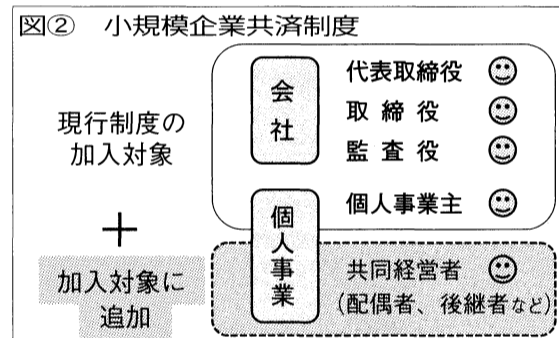 図② 小規模企業共済制度
現行制度の
加入対象
会社
代表取締役
取締役
監査役
個人事業
個人事業主
+
加入対象に
追加
共同経営者
(配偶者、後継者など)